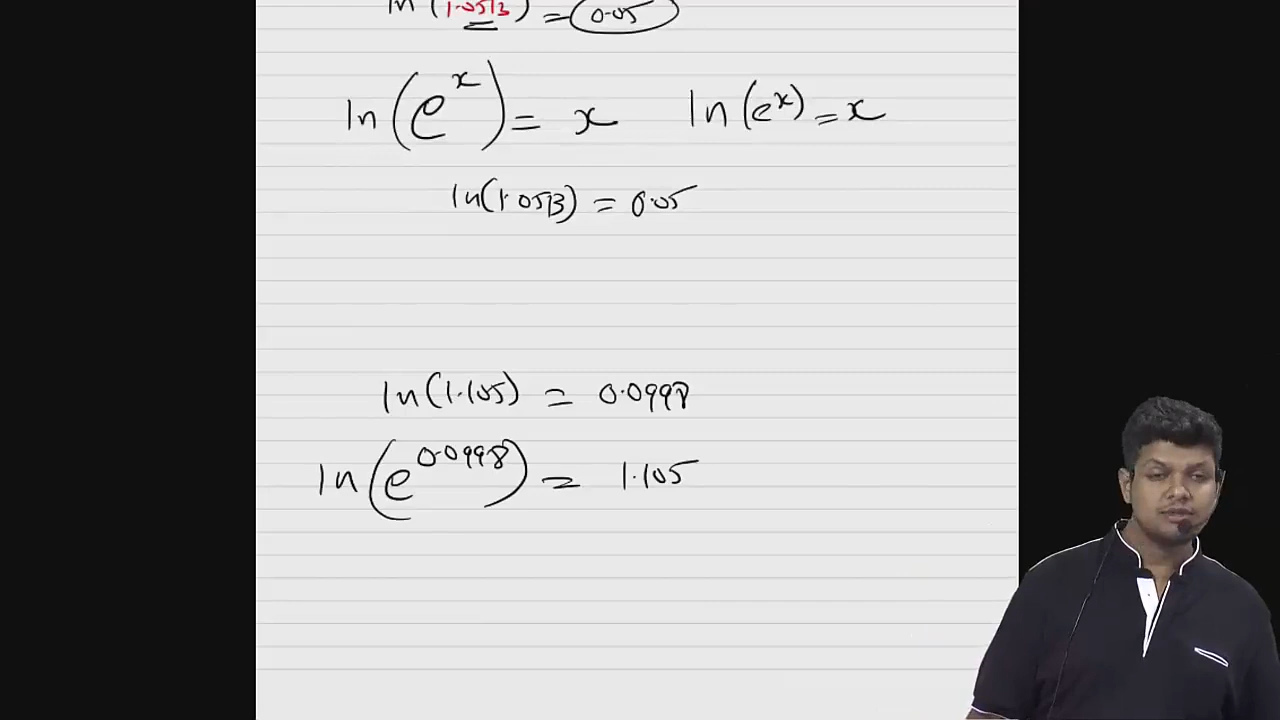 ln(1.0513) = 0.05
ln(e^x) = x ln(e^x) = x
ln(1.0513) = 0.05
ln(1.105) = 0.0998
ln(e^0.0998) = 1.105